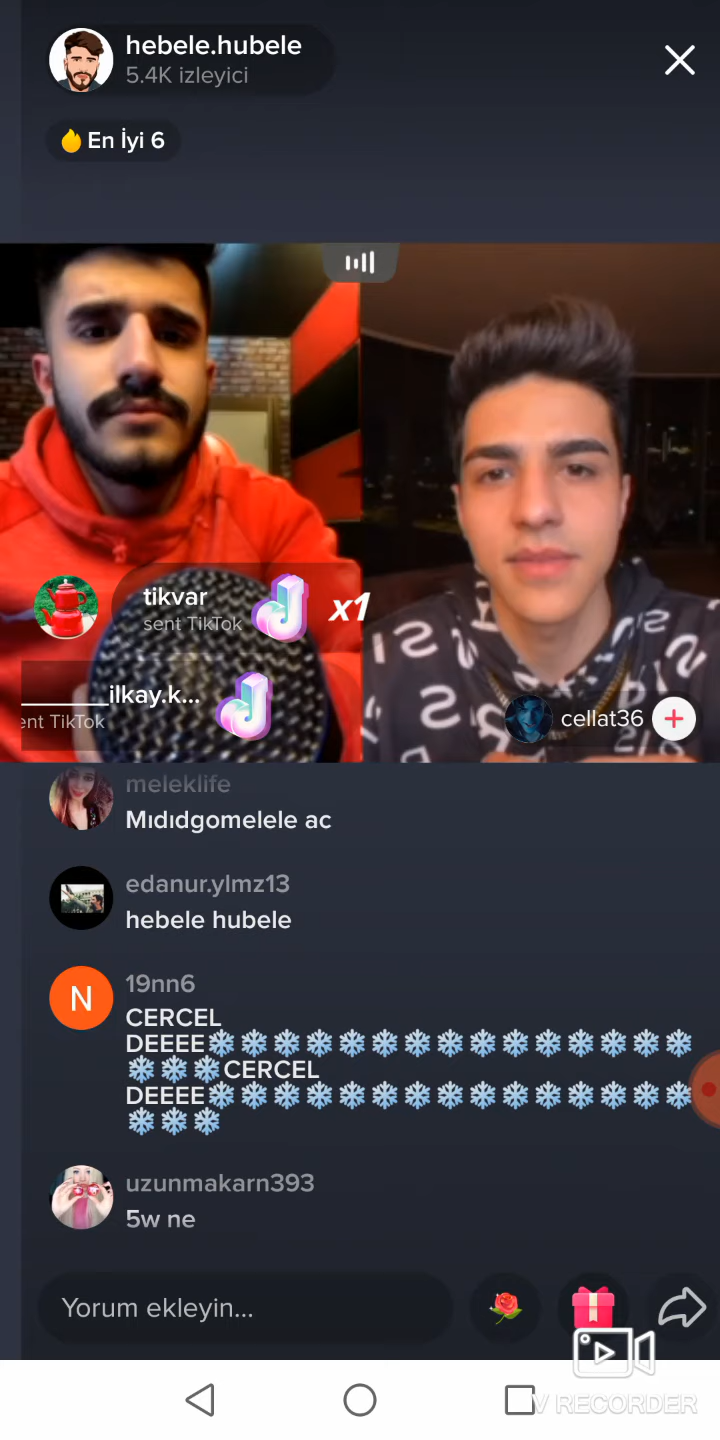 hebele.hubele
5.4K izleyici
En İyi 6
tikvar
sent TikTok
x1
_______ilkay.k...
ent TikTok
cellat36
meleklife
Mıdıdgomelele ac
edanur.ylmz13
hebele hubele
N
19nn6
CERCEL
DEEEE❄❄❄❄❄❄❄❄❄❄❄❄❄❄❄
❄❄❄CERCEL
DEEEE❄❄❄❄❄❄❄❄❄❄❄❄❄❄❄
❄❄❄
uzunmakarn393
5w ne
Yorum ekleyin...
V RECORDER